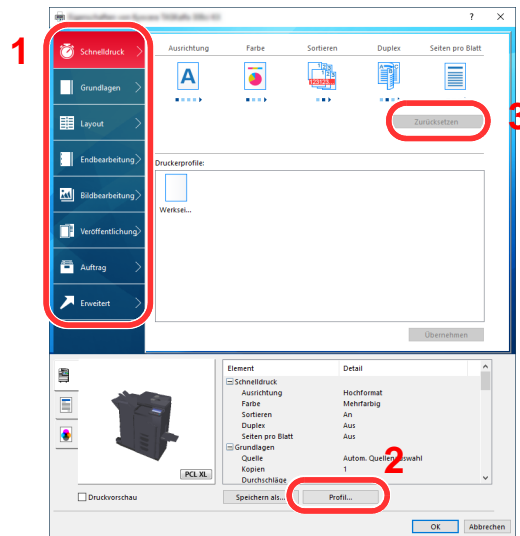 ?
1
Schnelldruck
Grundlagen
Layout
Endbearbeitung
Bildbearbeitung
Veröffentlichung
Auftrag
Erweitert
Ausrichtung Farbe Sortieren Duplex Seiten pro Blatt
A
Zurücksetzen
3
Druckerprofile:
Werksei...
Übernehmen
Element Detail
Schnelldruck
Ausrichtung Hochformat
Farbe Mehrfarbig
Sortieren An
Duplex Aus
Seiten pro Blatt Aus
Grundlagen
Quelle Autom. Quellenauswahl
Kopien 1
Durchschläge
2
PCL XL
Druckvorschau
Speichern als...
Profil...
OK Abbrechen